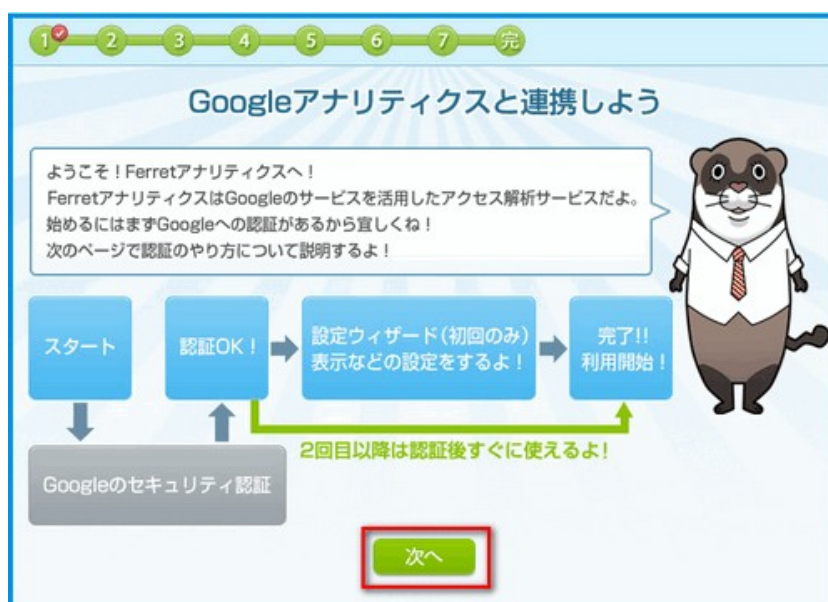 1 2 3 4 5 6 7 完
Googleアナリティクスと連携しよう
ようこそ！Ferretアナリティクスへ！
FerretアナリティクスはGoogleのサービスを活用したアクセス解析サービスだよ。
始めるにはまずGoogleへの認証があるから宜しくね！
次のページで認証のやり方について説明するよ！
スタート
認証OK！
設定ウィザード（初回のみ）
表示などの設定をするよ！
完了!!
利用開始！
2回目以降は認証後すぐに使えるよ!
Googleのセキュリティ認証
次へ